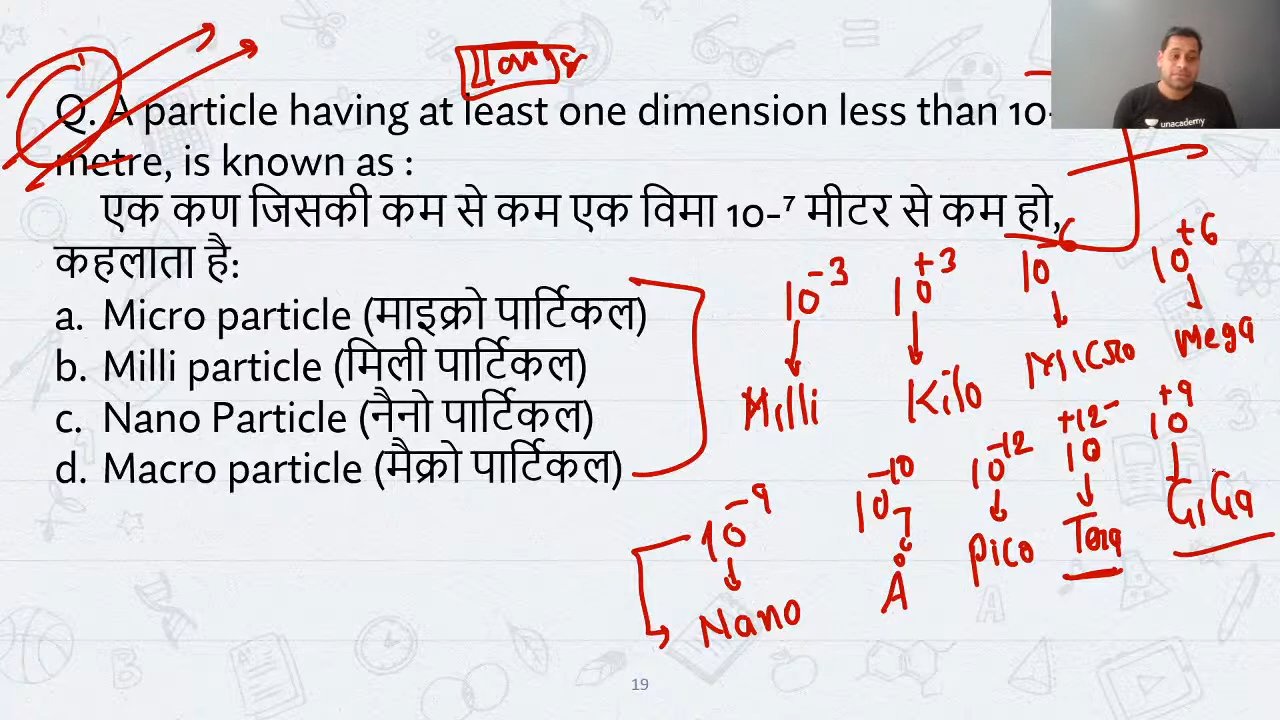 Range
Q. A particle having at least one dimension less than 10-
metre, is known as :
एक कण जिसकी कम से कम एक विमा 10-⁷ मीटर से कम हो,
कहलाता है:
a. Micro particle (माइक्रो पार्टिकल)
b. Milli particle (मिली पार्टिकल)
c. Nano Particle (नैनो पार्टिकल)
d. Macro particle (मैक्रो पार्टिकल)
10⁻³ 10⁺³ 10⁻⁶ 10⁺⁶
Milli Kilo Micro Mega
10⁻⁹ 10⁻¹⁰ 10⁻¹² 10⁺¹² 10⁺⁹
Nano Å Pico Tera GiGa
unacademy
19